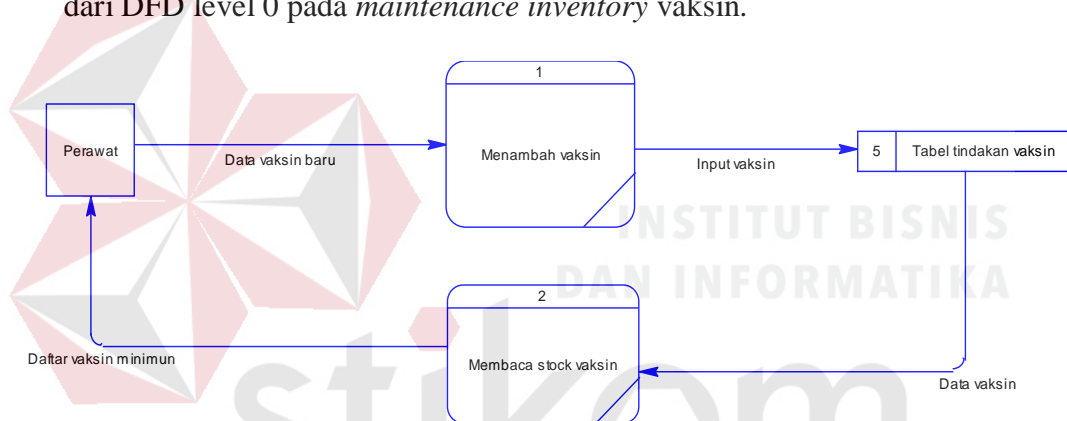 dari DFD level 0 pada maintenance inventory vaksin.
1
Perawat
Data vaksin baru
Menambah vaksin
Input vaksin
5 Tabel tindakan vaksin
INSTITUT BISNIS
DAN INFORMATIKA
2
Daftar vaksin minimun
Membaca stock vaksin
Data vaksin
stikom